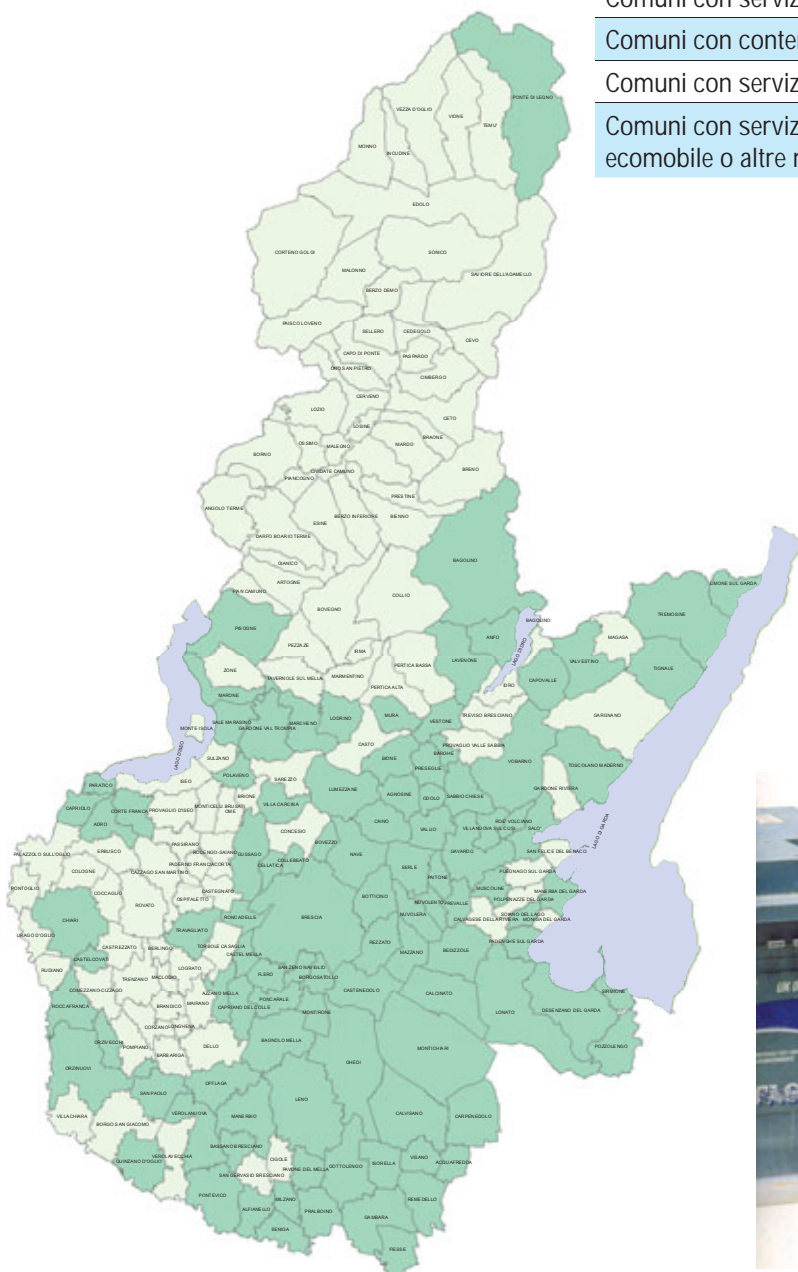 Comuni con serviz
Comuni con conten
Comuni con serviz
Comuni con serviz
ecomobile o altre r
PONTE DI LEGNO
VEZZA D'OGLIO
VIONE
TEMU'
MONNO
INCUDINE
EDOLO
CORTENO GOLGI
SONICO
MALONNO
SAVIORE DELL'ADAMELLO
BERZO DEMO
PAISCO LOVENO
SELLERO
CEDEGOLO
CEVO
CAPO DI PONTE
PASPARDO
ONO SAN PIETRO
CIMBERGO
CERVENO
LOZIO
CETO
LOSINE
BRAONE
MALEGNO
NIARDO
BORNO
BRENO
CIVIDATE CAMUNO
PIANCOGNO
PRESTINE
ANGOLO TERME
ESINE
BERZO INFERIORE
BIENNO
DARFO BOARIO TERME
GIANICO
BAGOLINO
ARTOGNE
PIAN CAMUNO
COLLIO
LIMONE SUL GARDA
BOVEGNO
TREMOSINE
PISOGNE
BAGOLINO
ANFO
MAGASA
PEZZAZE
IRMA
LAGO D'IDRO
LAVENONE
VALVESTINO
TIGNALE
ZONE
PERTICA BASSA
TAVERNOLE SUL MELLA
MARMENTINO
CAPOVALLE
IDRO
PERTICA ALTA
MARONE
GARGNANO
TREVISO BRESCIANO
SALE MARASINO
MARCHENO
LODRINO
MURA
VESTONE
MONTE ISOLA
GARDONE VAL TROMPIA
CASTO
PROVAGLIO VALLE SABBIA
BARGHE
LAGO D'ISEO
SULZANO
BIONE
VOBARNO
TOSCOLANO MADERNO
POLAVENO
PRESEGLIE
ISEO
SAREZZO
LUMEZZANE
AGNOSINE
ODOLO
SABBIO CHIESE
GARDONE RIVIERA
PARATICO
BRIONE
VILLA CARCINA
CAPRIOLO
CORTE FRANCA
PROVAGLIO D'ISEO
MONTICELLI BRUSATI
OME
ADRO
CAINO
VALLIO
VILLANUOVA SUL CLISI
ROE' VOLCIANO
SALO'
LAGO DI GARDA
CONCESIO
PASSIRANO
RODENGO-SAIANO
GUSSAGO
BOVEZZO
NAVE
GAVARDO
SAN FELICE DEL BENACO
PALAZZOLO SULL'OGLIO
ERBUSCO
PADERNO FRANCIACORTA
COLLEBEATO
CELLATICA
SERLE
PUEGNAGO SUL GARDA
COLOGNE
CAZZAGO SAN MARTINO
PAITONE
MUSCOLINE
MANERBA DEL GARDA
PONTOGLIO
COCCAGLIO
CASTEGNATO
BOTTICINO
NUVOLENTO
PREVALLE
POLPENAZZE DEL GARDA
ROVATO
OSPITALETTO
SOIANO DEL LAGO
CHIARI
RONCADELLE
BRESCIA
NUVOLERA
CALVAGESE DELLA RIVIERA
MONIGA DEL GARDA
URAGO D'OGLIO
TRAVAGLIATO
REZZATO
CASTREZZATO
BERLINGO
TORBOLE CASAGLIA
PADENGHE SUL GARDA
CASTELCOVATI
CASTEL MELLA
MAZZANO
BEDIZZOLE
RUDIANO
LOGRATO
SAN ZENO NAVIGLIO
TRENZANO
MACLODIO
FLERO
BORGOSATOLLO
COMEZZANO-CIZZAGO
AZZANO MELLA
CASTENEDOLO
SIRMIONE
ROCCAFRANCA
BRANDICO
MAIRANO
CAPRIANO DEL COLLE
PONCARALE
CALCINATO
MONTIRONE
LONATO
DESENZANO DEL GARDA
CORZANO
LONGHENA
POZZOLENGO
ORZIVECCHI
POMPIANO
DELLO
BAGNOLO MELLA
MONTICHIARI
BARBARIGA
GHEDI
ORZINUOVI
OFFLAGA
SAN PAOLO
LENO
VILLACHIARA
VEROLANUOVA
MANERBIO
CALVISANO
CARPENEDOLO
BORGO SAN GIACOMO
BASSANO BRESCIANO
VEROLAVECCHIA
CIGOLE
QUINZANO D'OGLIO
SAN GERVASIO BRESCIANO
PAVONE DEL MELLA
GOTTOLENGO
ISORELLA
VISANO
ACQUAFREDDA
PONTEVICO
MILZANO
REMEDELLO
ALFIANELLO
PRALBOINO
GAMBARA
SENIGA
FIESSE